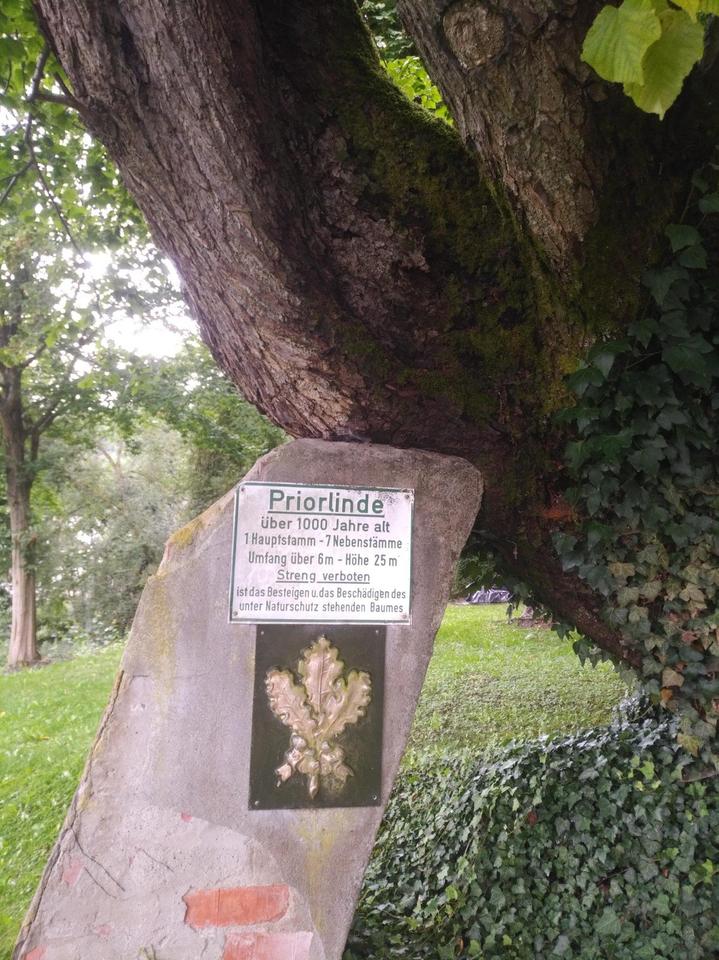 Priorlinde
über 1000 Jahre alt
1 Hauptstamm - 7 Nebenstämme
Umfang über 6m - Höhe 25 m
Streng verboten
ist das Besteigen u. das Beschädigen des
unter Naturschutz stehenden Baumes